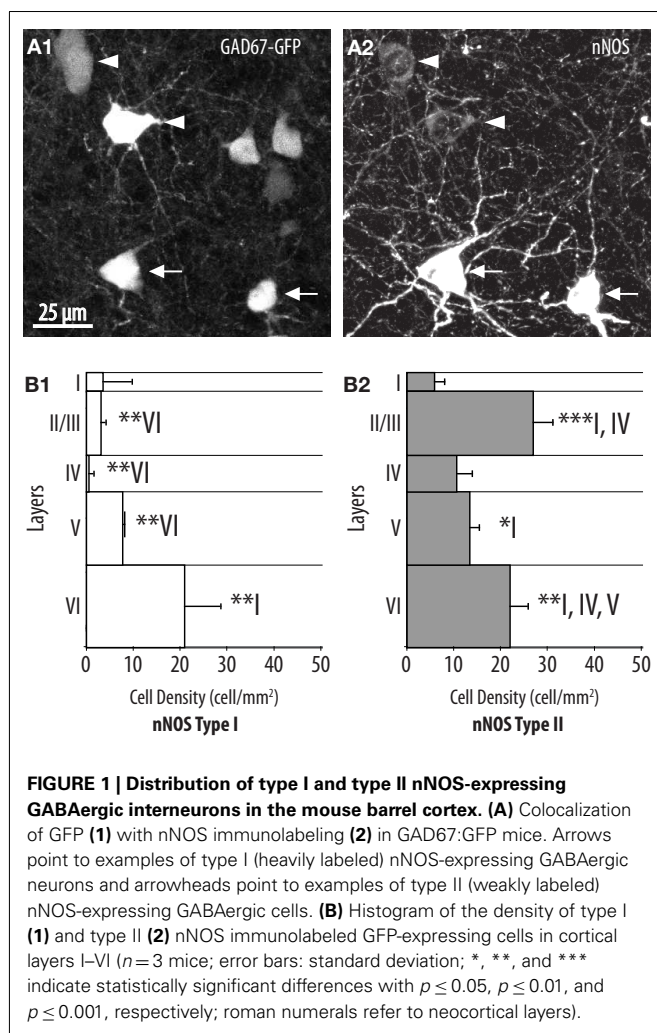 A1 GAD67-GFP
A2 nNOS
25 µm
B1
I
II/III **VI
IV **VI
V **VI
VI **I
Layers
0 10 20 30 40 50
Cell Density (cell/mm²)
nNOS Type I
B2
I
II/III ***I, IV
IV
V *I
VI **I, IV, V
Layers
0 10 20 30 40 50
Cell Density (cell/mm²)
nNOS Type II
FIGURE 1 | Distribution of type I and type II nNOS-expressing
GABAergic interneurons in the mouse barrel cortex. (A) Colocalization
of GFP (1) with nNOS immunolabeling (2) in GAD67:GFP mice. Arrows
point to examples of type I (heavily labeled) nNOS-expressing GABAergic
neurons and arrowheads point to examples of type II (weakly labeled)
nNOS-expressing GABAergic cells. (B) Histogram of the density of type I
(1) and type II (2) nNOS immunolabeled GFP-expressing cells in cortical
layers I–VI (n = 3 mice; error bars: standard deviation; *, **, and ***
indicate statistically significant differences with p ≤ 0.05, p ≤ 0.01, and
p ≤ 0.001, respectively; roman numerals refer to neocortical layers).